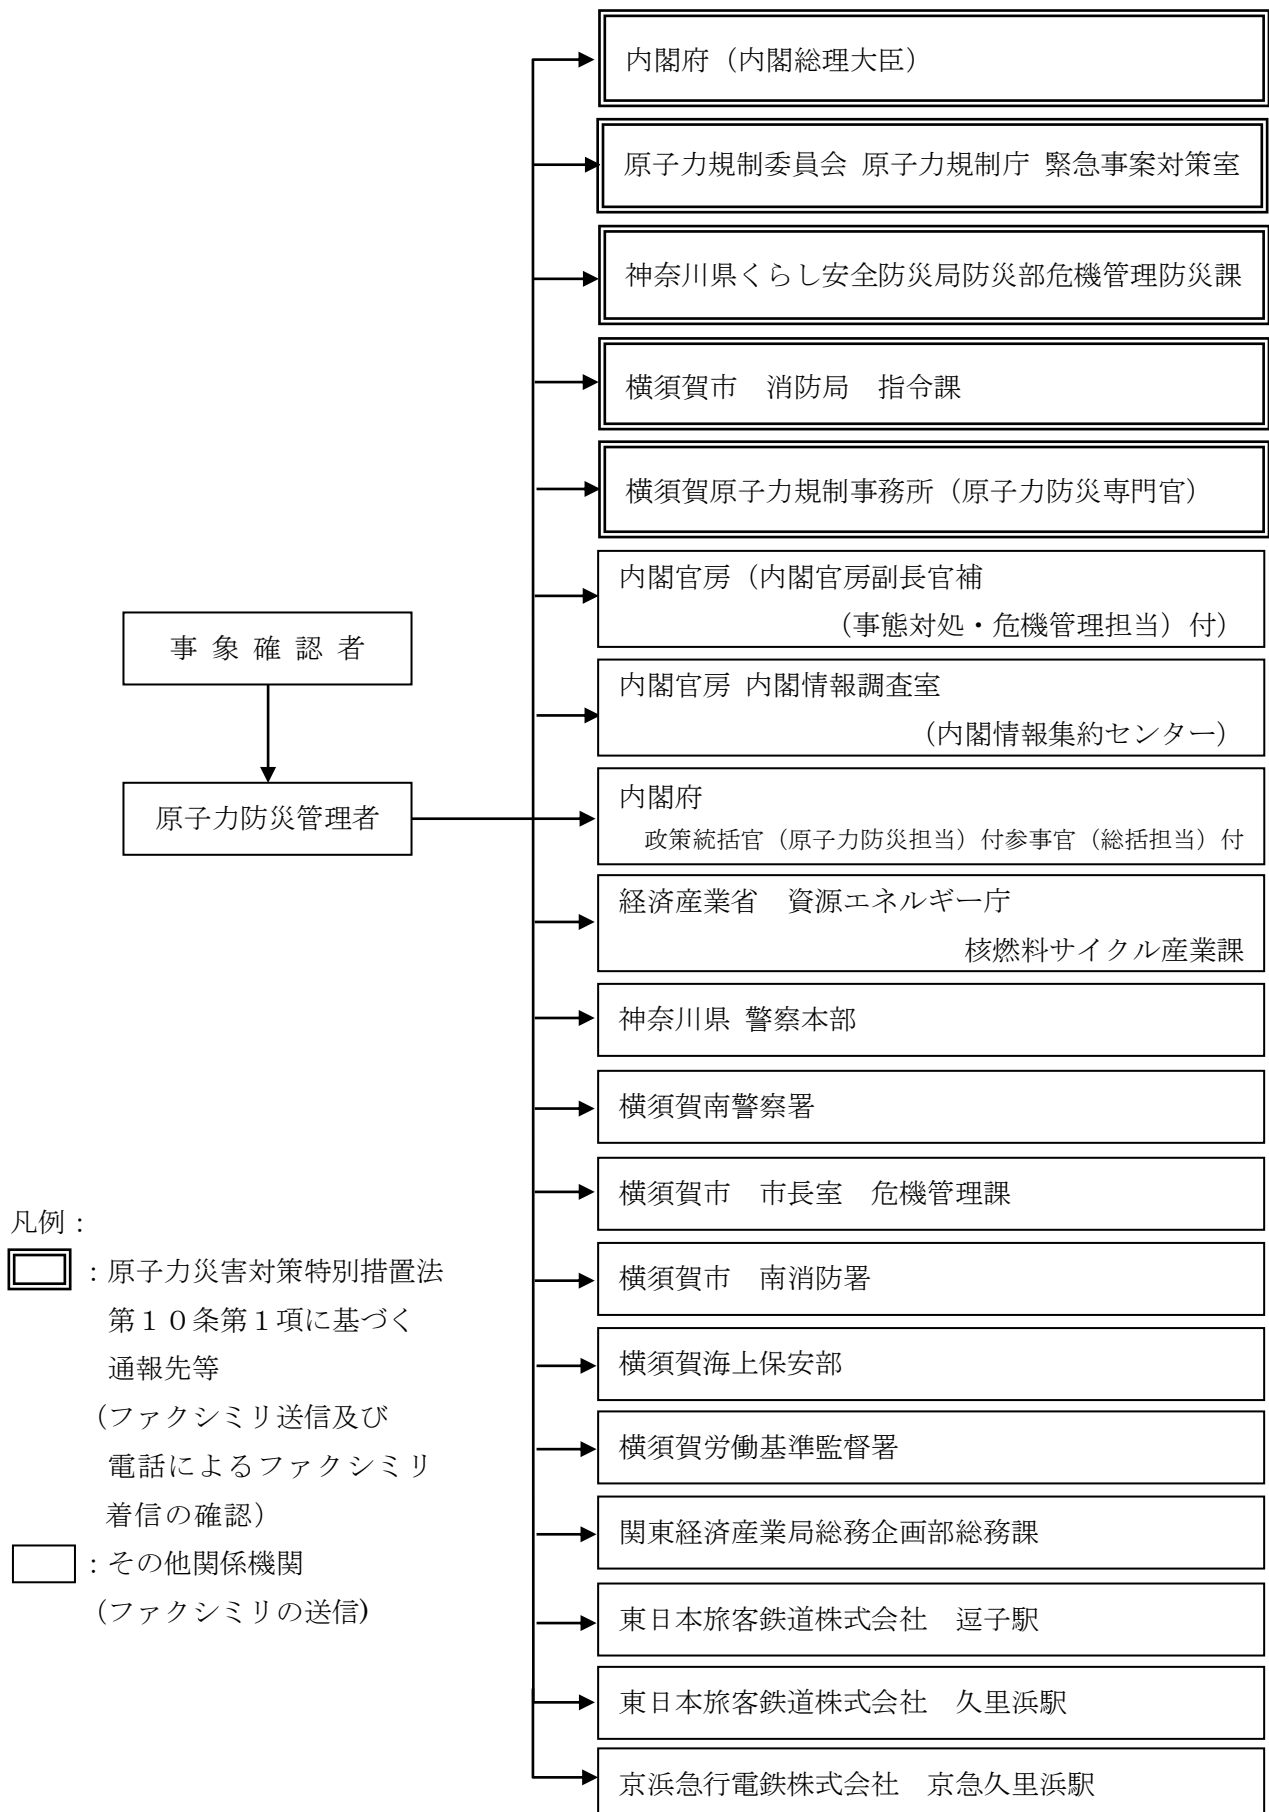 内閣府（内閣総理大臣）
原子力規制委員会 原子力規制庁 緊急事案対策室
神奈川県くらし安全防災局防災部危機管理防災課
横須賀市　消防局　指令課
横須賀原子力規制事務所（原子力防災専門官）
内閣官房（内閣官房副長官補
（事態対処・危機管理担当）付）
内閣官房 内閣情報調査室
（内閣情報集約センター）
内閣府
政策統括官（原子力防災担当）付参事官（総括担当）付
経済産業省　資源エネルギー庁
核燃料サイクル産業課
神奈川県 警察本部
横須賀南警察署
横須賀市　市長室　危機管理課
横須賀市　南消防署
横須賀海上保安部
横須賀労働基準監督署
関東経済産業局総務企画部総務課
東日本旅客鉄道株式会社　逗子駅
東日本旅客鉄道株式会社　久里浜駅
京浜急行電鉄株式会社　京急久里浜駅
事 象 確 認 者
原子力防災管理者
凡例：
：原子力災害対策特別措置法
第１０条第１項に基づく
通報先等
（ファクシミリ送信及び
電話によるファクシミリ
着信の確認）
：その他関係機関
（ファクシミリの送信)